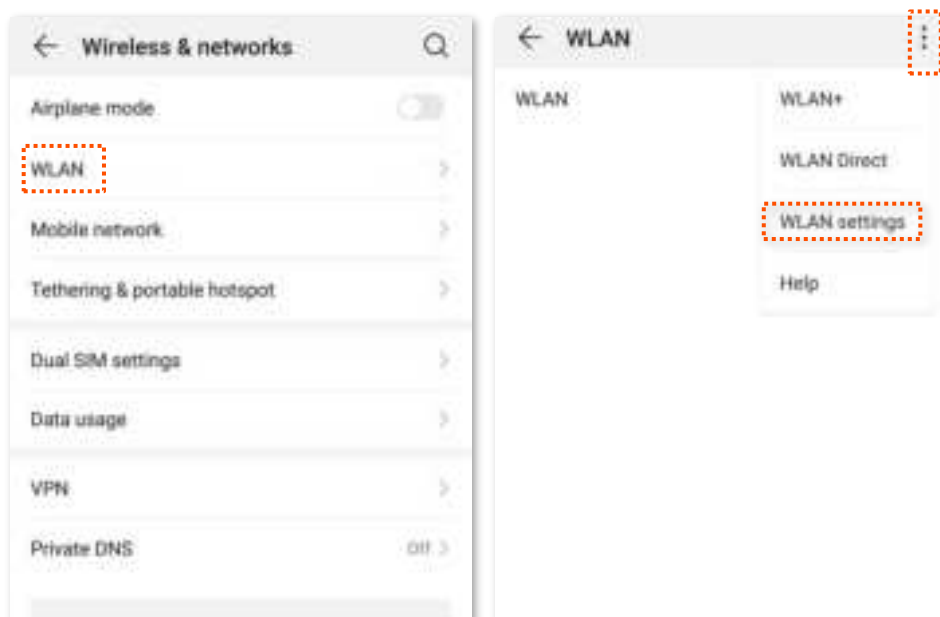 Wireless & networks
Airplane mode
WLAN
Mobile network
Tethering & portable hotspot
Dual SIM settings
Data usage
VPN
Private DNS Off
WLAN
WLAN
WLAN+
WLAN Direct
WLAN settings
Help